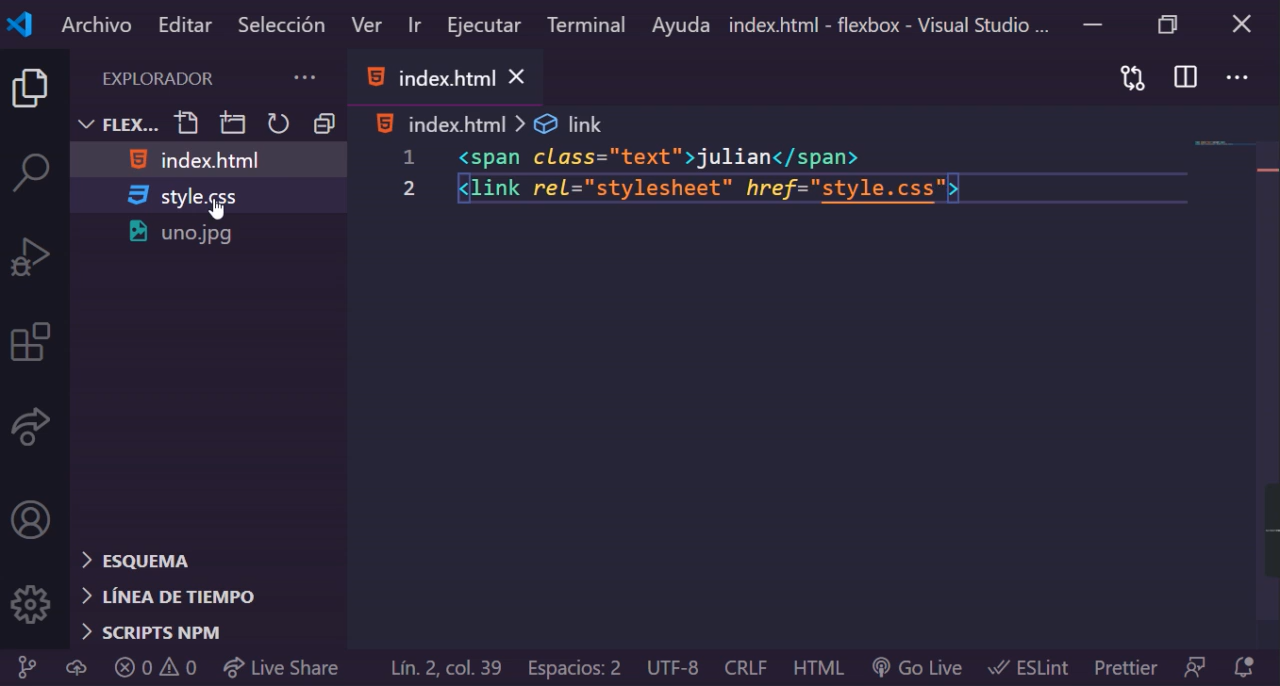 Archivo Editar Selección Ver Ir Ejecutar Terminal Ayuda index.html - flexbox - Visual Studio ...
EXPLORADOR ...
index.html
FLEX...
index.html > link
index.html
style.css
uno.jpg
1 <span class="text">julian</span>
2 <link rel="stylesheet" href="style.css">
ESQUEMA
LÍNEA DE TIEMPO
SCRIPTS NPM
0 0 Live Share Lín. 2, col. 39 Espacios: 2 UTF-8 CRLF HTML Go Live ESLint Prettier